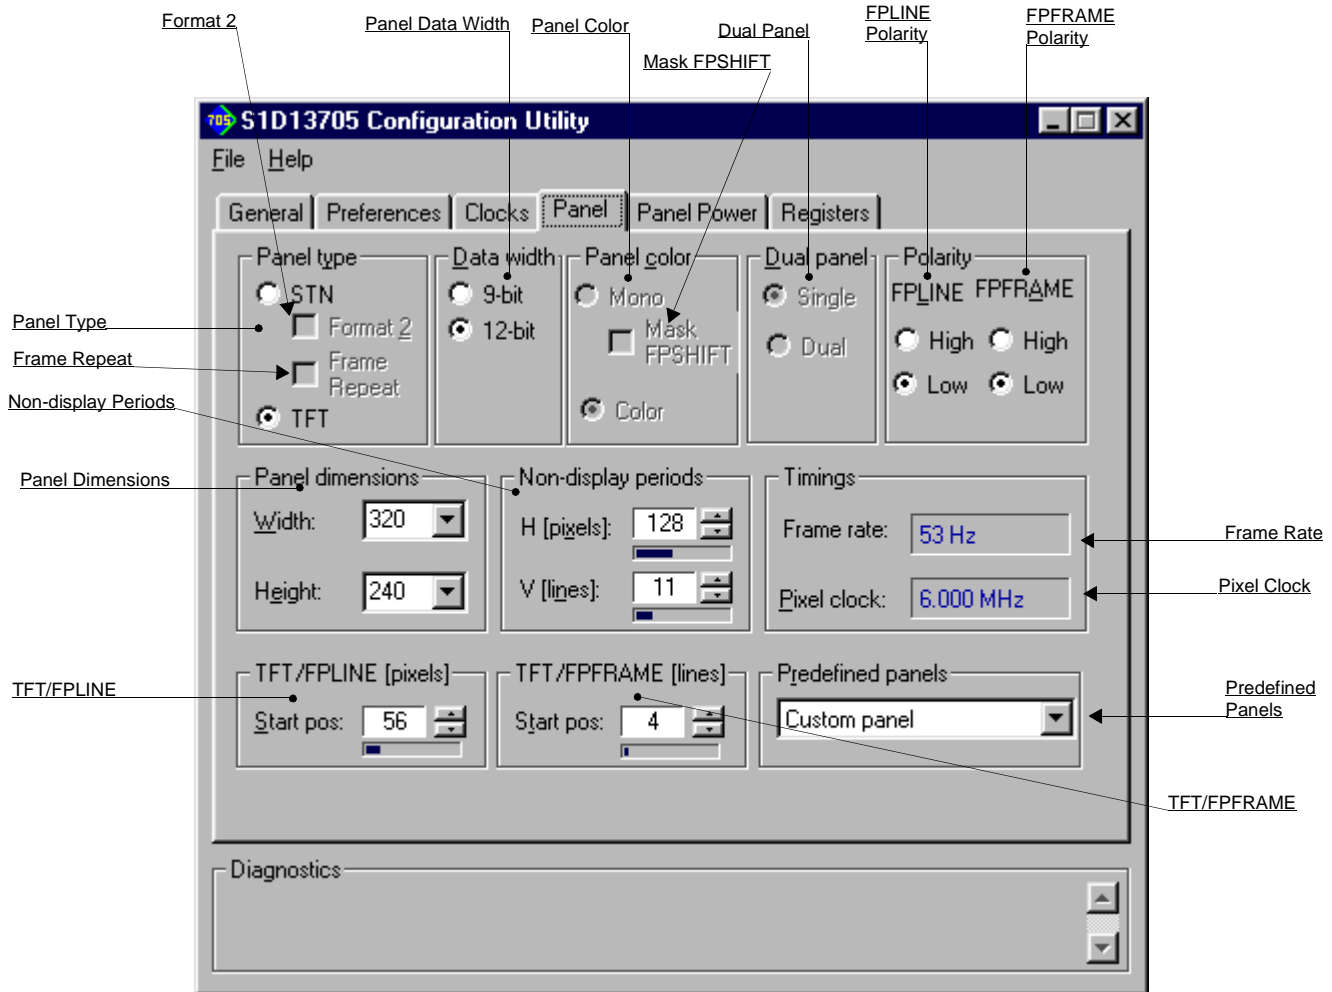 Format 2
Panel Data Width
Panel Color
Dual Panel
FPLINE
Polarity
FPFRAME
Polarity
Mask FPSHIFT
705
S1D13705 Configuration Utility
File Help
General Preferences Clocks Panel Panel Power Registers
Panel type
STN
Format 2
Frame
Repeat
TFT
Data width
9-bit
12-bit
Panel color
Mono
Mask
FPSHIFT
Color
Dual panel
Single
Dual
Polarity
FPLINE FPFRAME
High High
Low Low
Panel Type
Frame Repeat
Non-display Periods
Panel Dimensions
Panel dimensions
Width: 320
Height: 240
Non-display periods
H [pixels]: 128
V [lines]: 11
Timings
Frame rate: 53 Hz
Pixel clock: 6.000 MHz
Frame Rate
Pixel Clock
TFT/FPLINE
TFT/FPLINE [pixels]
Start pos: 56
TFT/FPFRAME [lines]
Start pos: 4
Predefined panels
Custom panel
Predefined
Panels
TFT/FPFRAME
Diagnostics